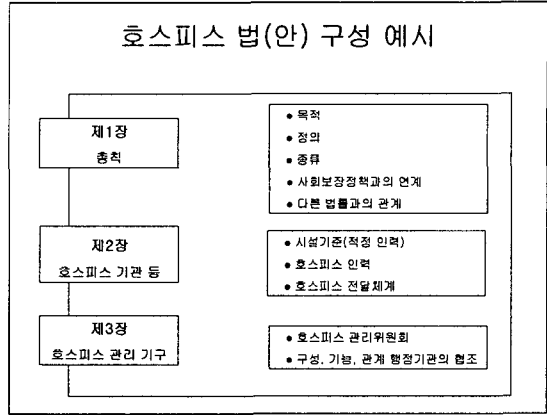 호스피스 법(안) 구성 예시
제1장
총칙
● 목적
● 정의
● 종류
● 사회보장정책과의 연계
● 다른 법률과의 관계
제2장
호스피스 기관 등
● 시설기준(적정 인력)
● 호스피스 인력
● 호스피스 전달체계
제3장
호스피스 관리 기구
● 호스피스 관리위원회
● 구성, 기능, 관계 행정기관의 협조